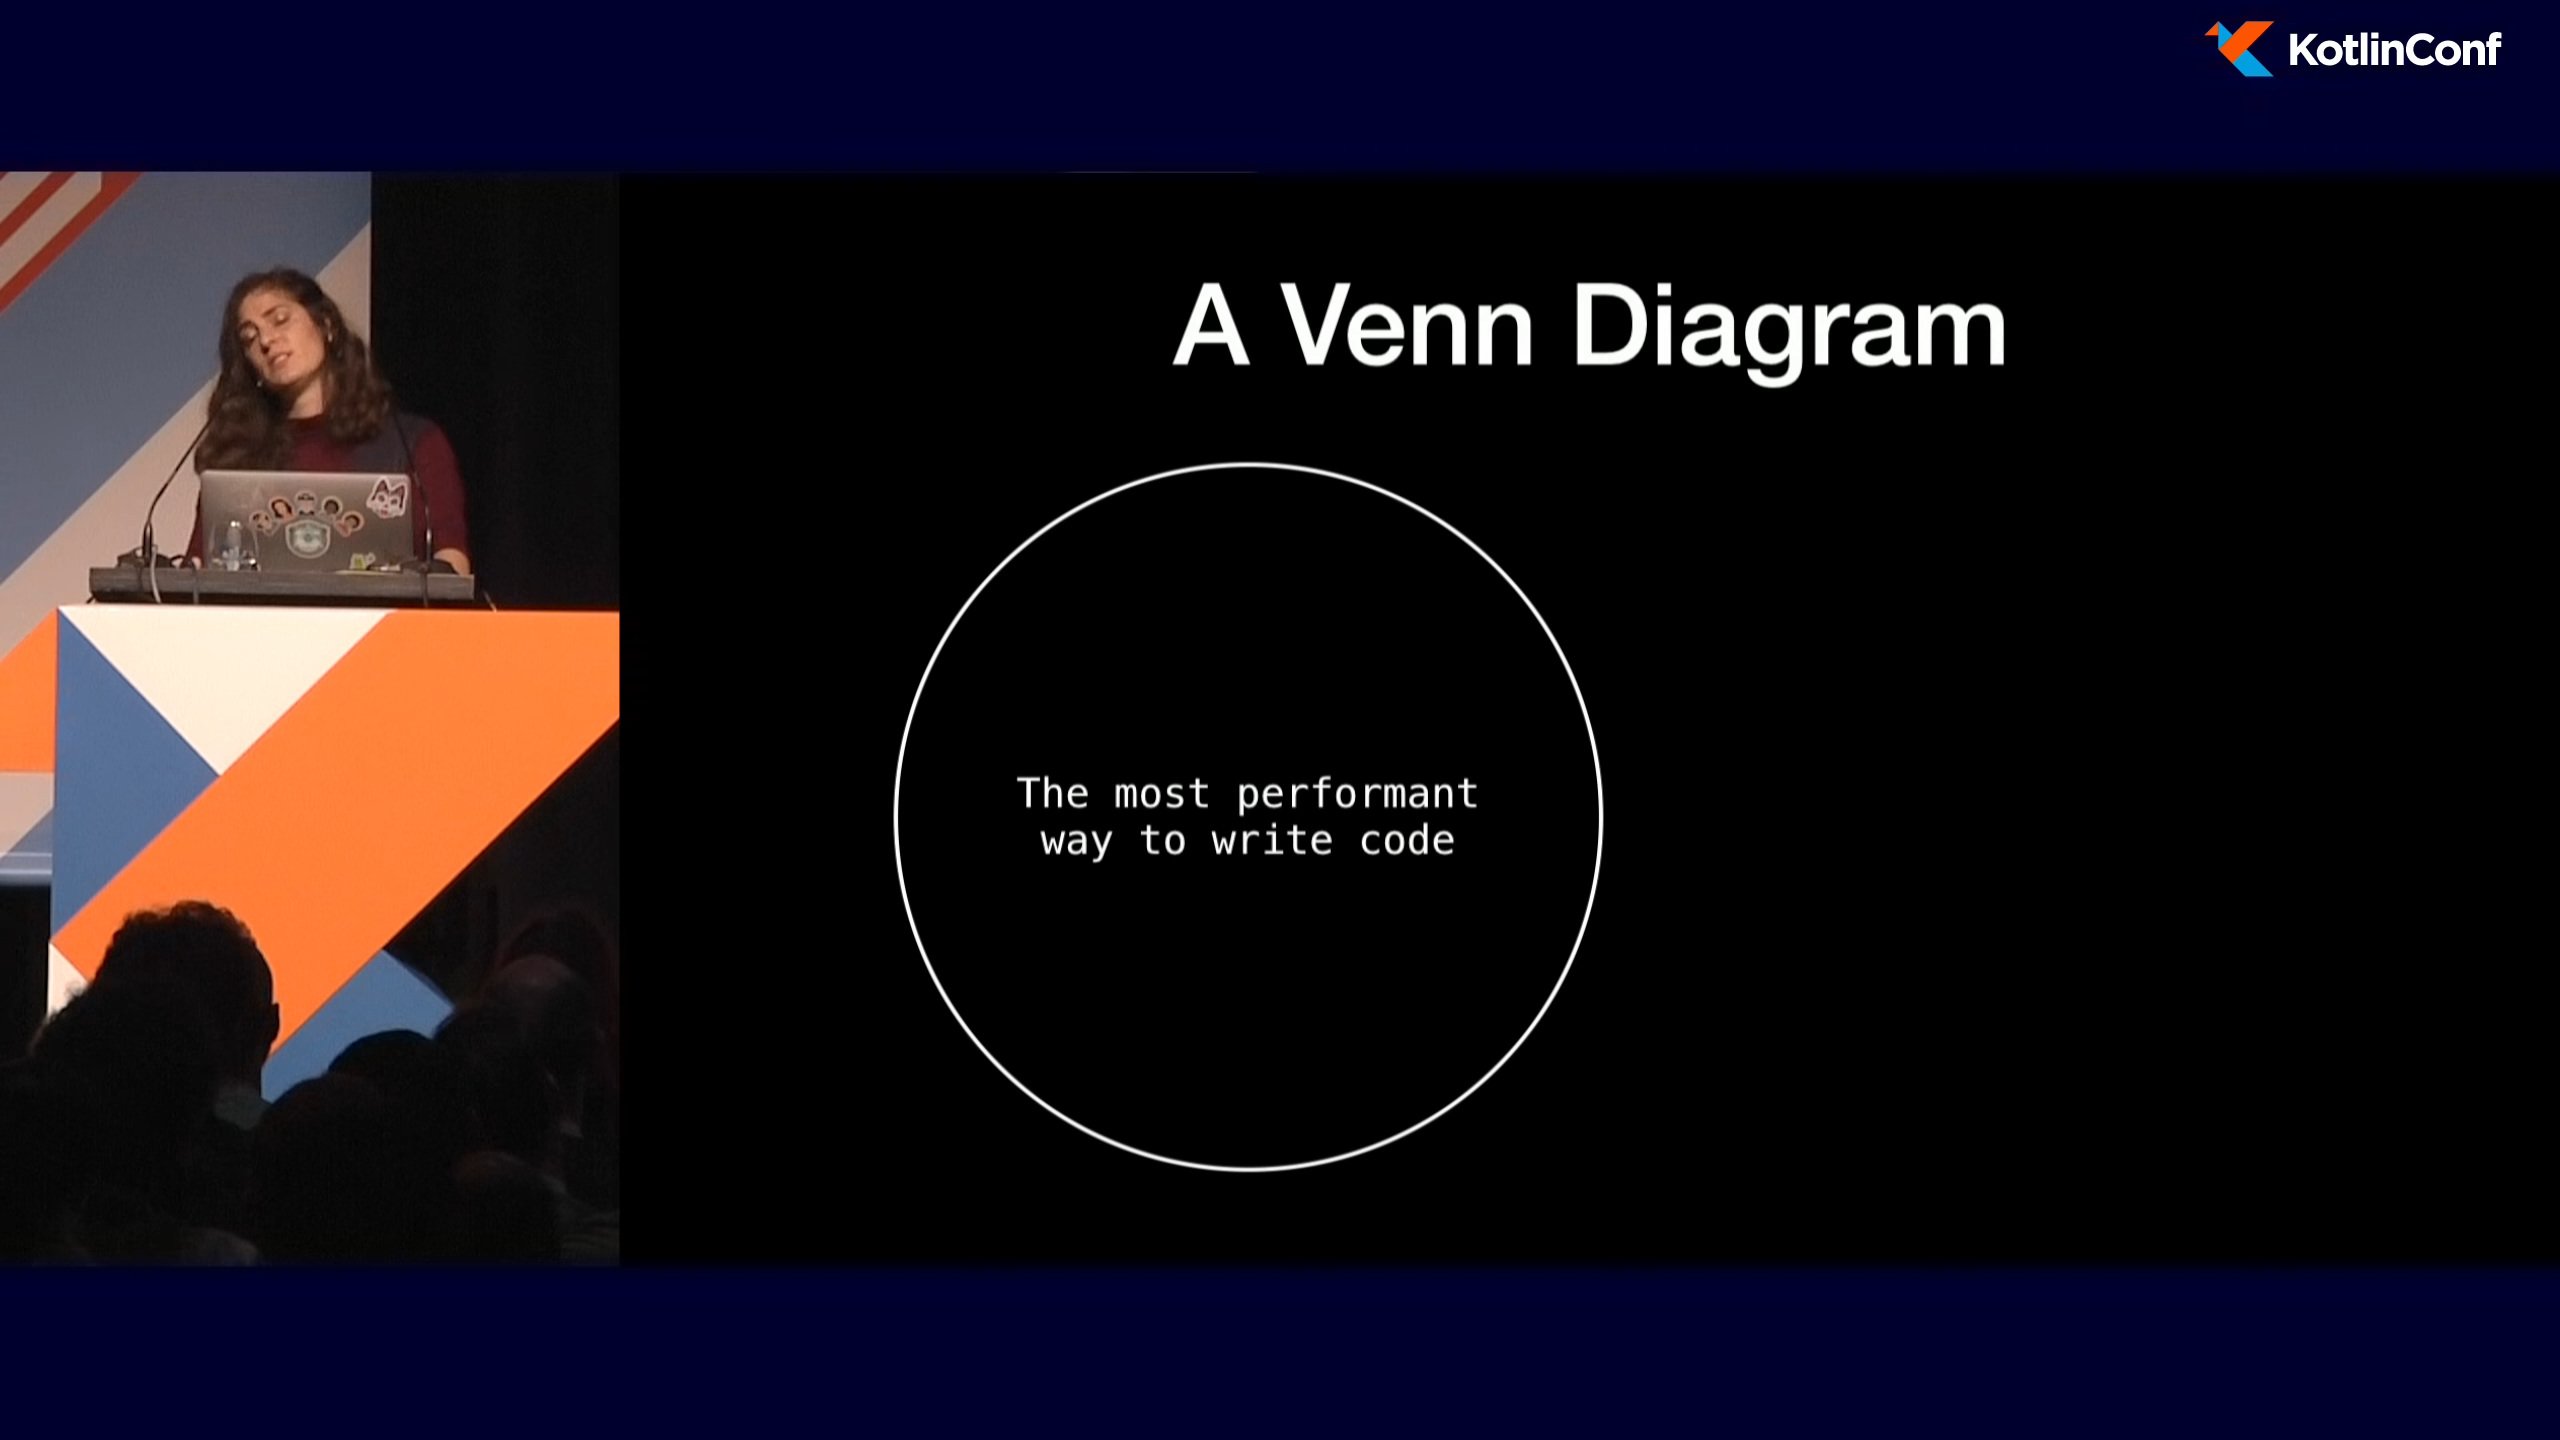 KotlinConf
A Venn Diagram
The most performant
way to write code